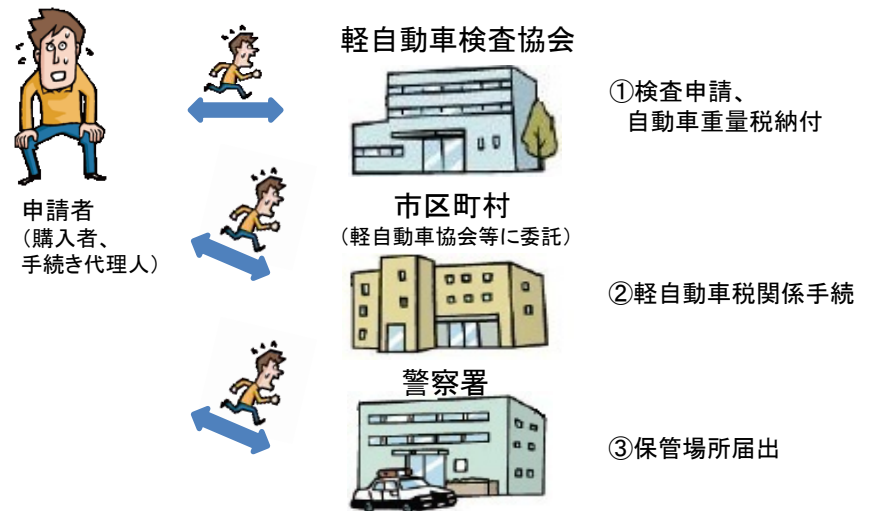 軽自動車検査協会
①検査申請、
自動車重量税納付
申請者
（購入者、
手続き代理人）
市区町村
（軽自動車協会等に委託）
②軽自動車税関係手続
警察署
③保管場所届出